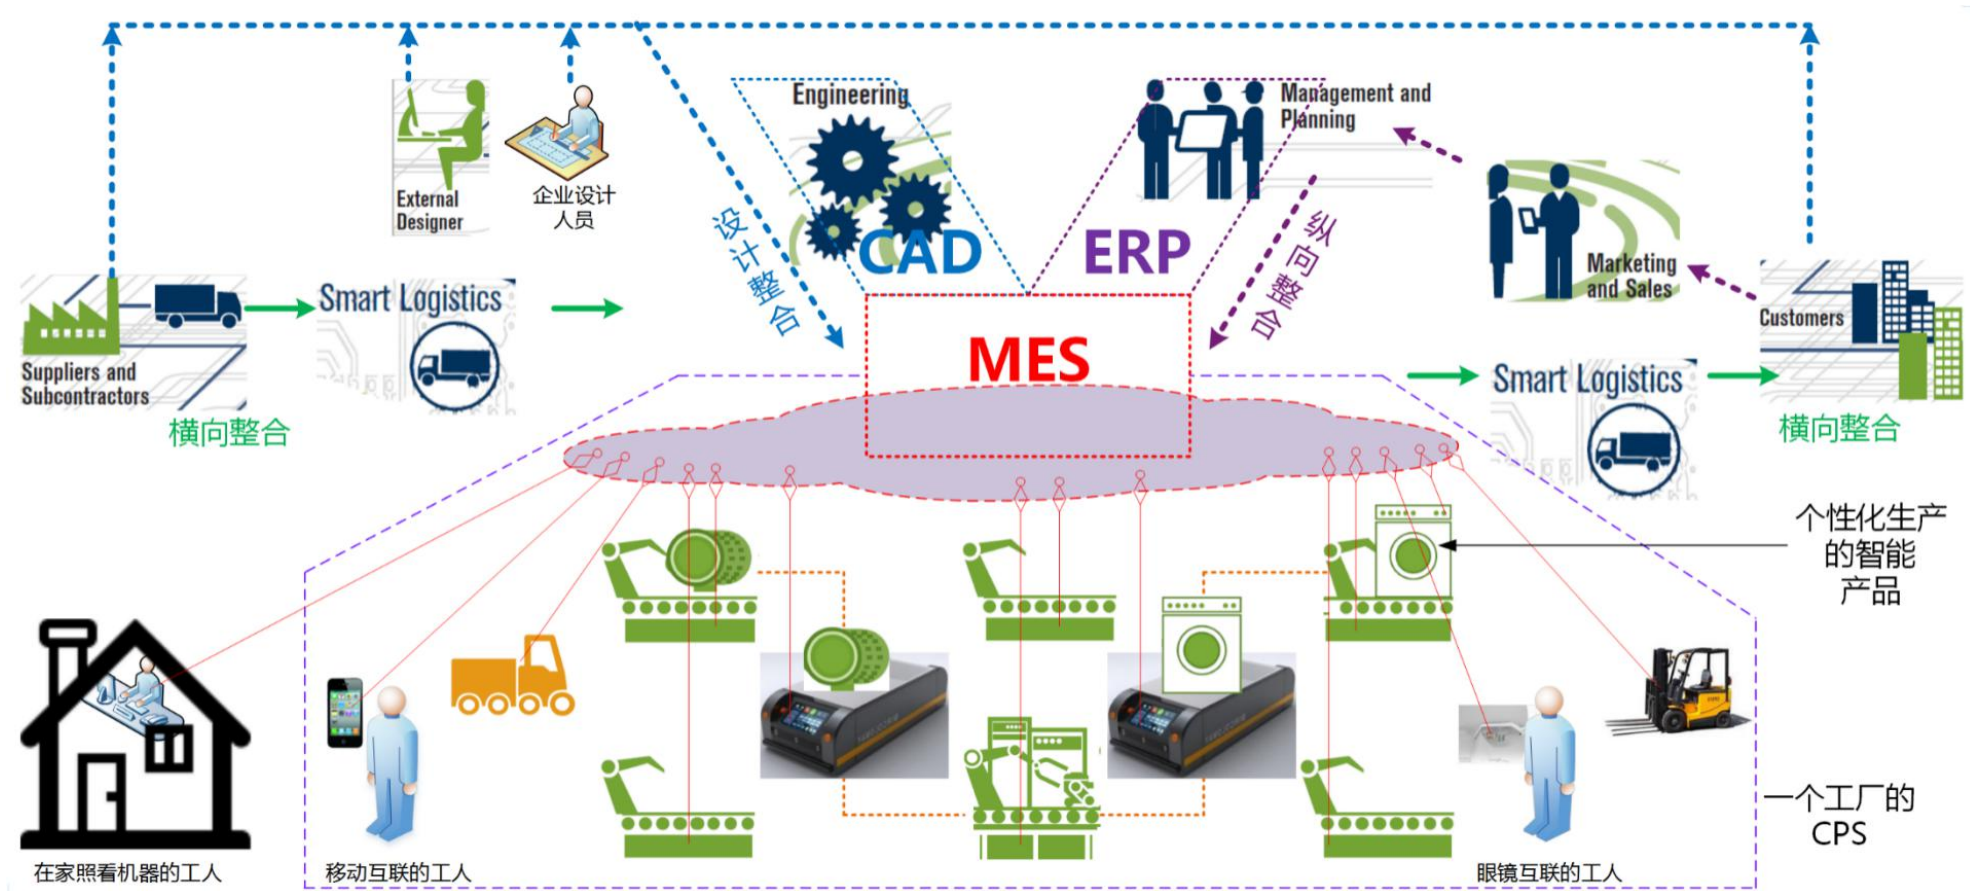 Engineering
Management and
Planning
External
Designer
企业设计
人员
设计整合
CAD
ERP
纵向整合
Marketing
and Sales
Suppliers and
Subcontractors
Smart Logistics
横向整合
MES
Smart Logistics
Customers
横向整合
个性化生产
的智能
产品
一个工厂的
CPS
在家照看机器的工人
移动互联的工人
眼镜互联的工人